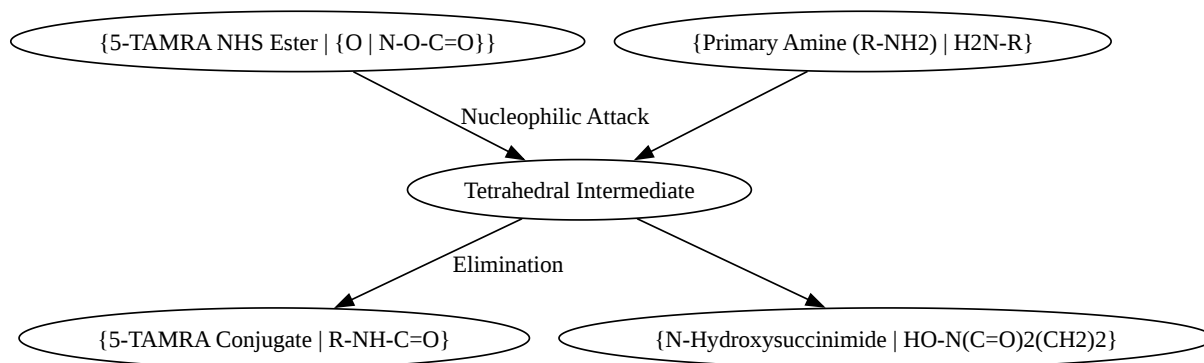 {5-TAMRA NHS Ester | {O | N-O-C=O}}
{Primary Amine (R-NH2) | H2N-R}
Nucleophilic Attack
Tetrahedral Intermediate
Elimination
{5-TAMRA Conjugate | R-NH-C=O}
{N-Hydroxysuccinimide | HO-N(C=O)2(CH2)2}